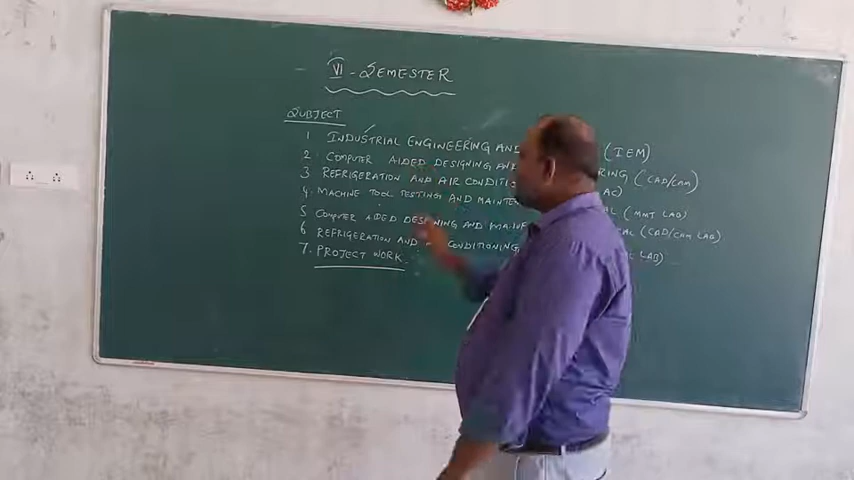 VI - SEMESTER
SUBJECT
1 INDUSTRIAL ENGINEERING AND (IEM)
2. COMPUTER AIDED DESIGNING AND RING (CAD/CAM)
3 REFRIGERATION AND AIR CONDITI AC)
4. MACHINE TOOL TESTING AND MAINTEN AL (MMT LAB)
5 COMPUTER AIDED DESIGNING AND MANUF AL (CAD/CAM LAB)
6 REFRIGERATION AND CONDITIONING LAB)
7. PROJECT WORK.